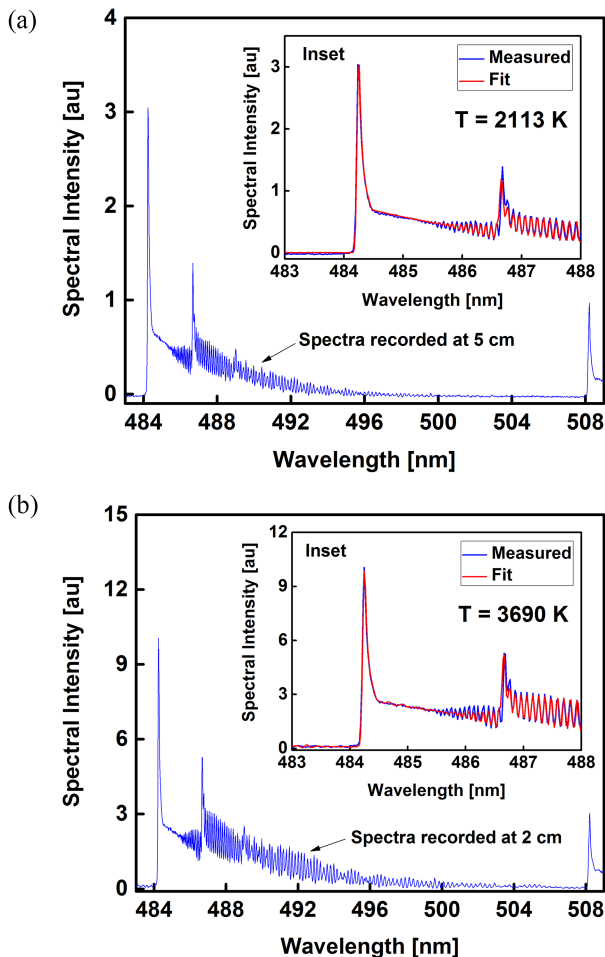 (a)
4
3
2
1
0
Spectral Intensity [au]
484 488 492 496 500 504 508
Wavelength [nm]
Spectra recorded at 5 cm
Inset
Measured
Fit
T = 2113 K
3
2
1
0
Spectral Intensity [au]
483 484 485 486 487 488
Wavelength [nm]
(b)
15
12
9
6
3
0
Spectral Intensity [au]
484 488 492 496 500 504 508
Wavelength [nm]
Spectra recorded at 2 cm
Inset
Measured
Fit
T = 3690 K
12
9
6
3
0
Spectral Intensity [au]
483 484 485 486 487 488
Wavelength [nm]